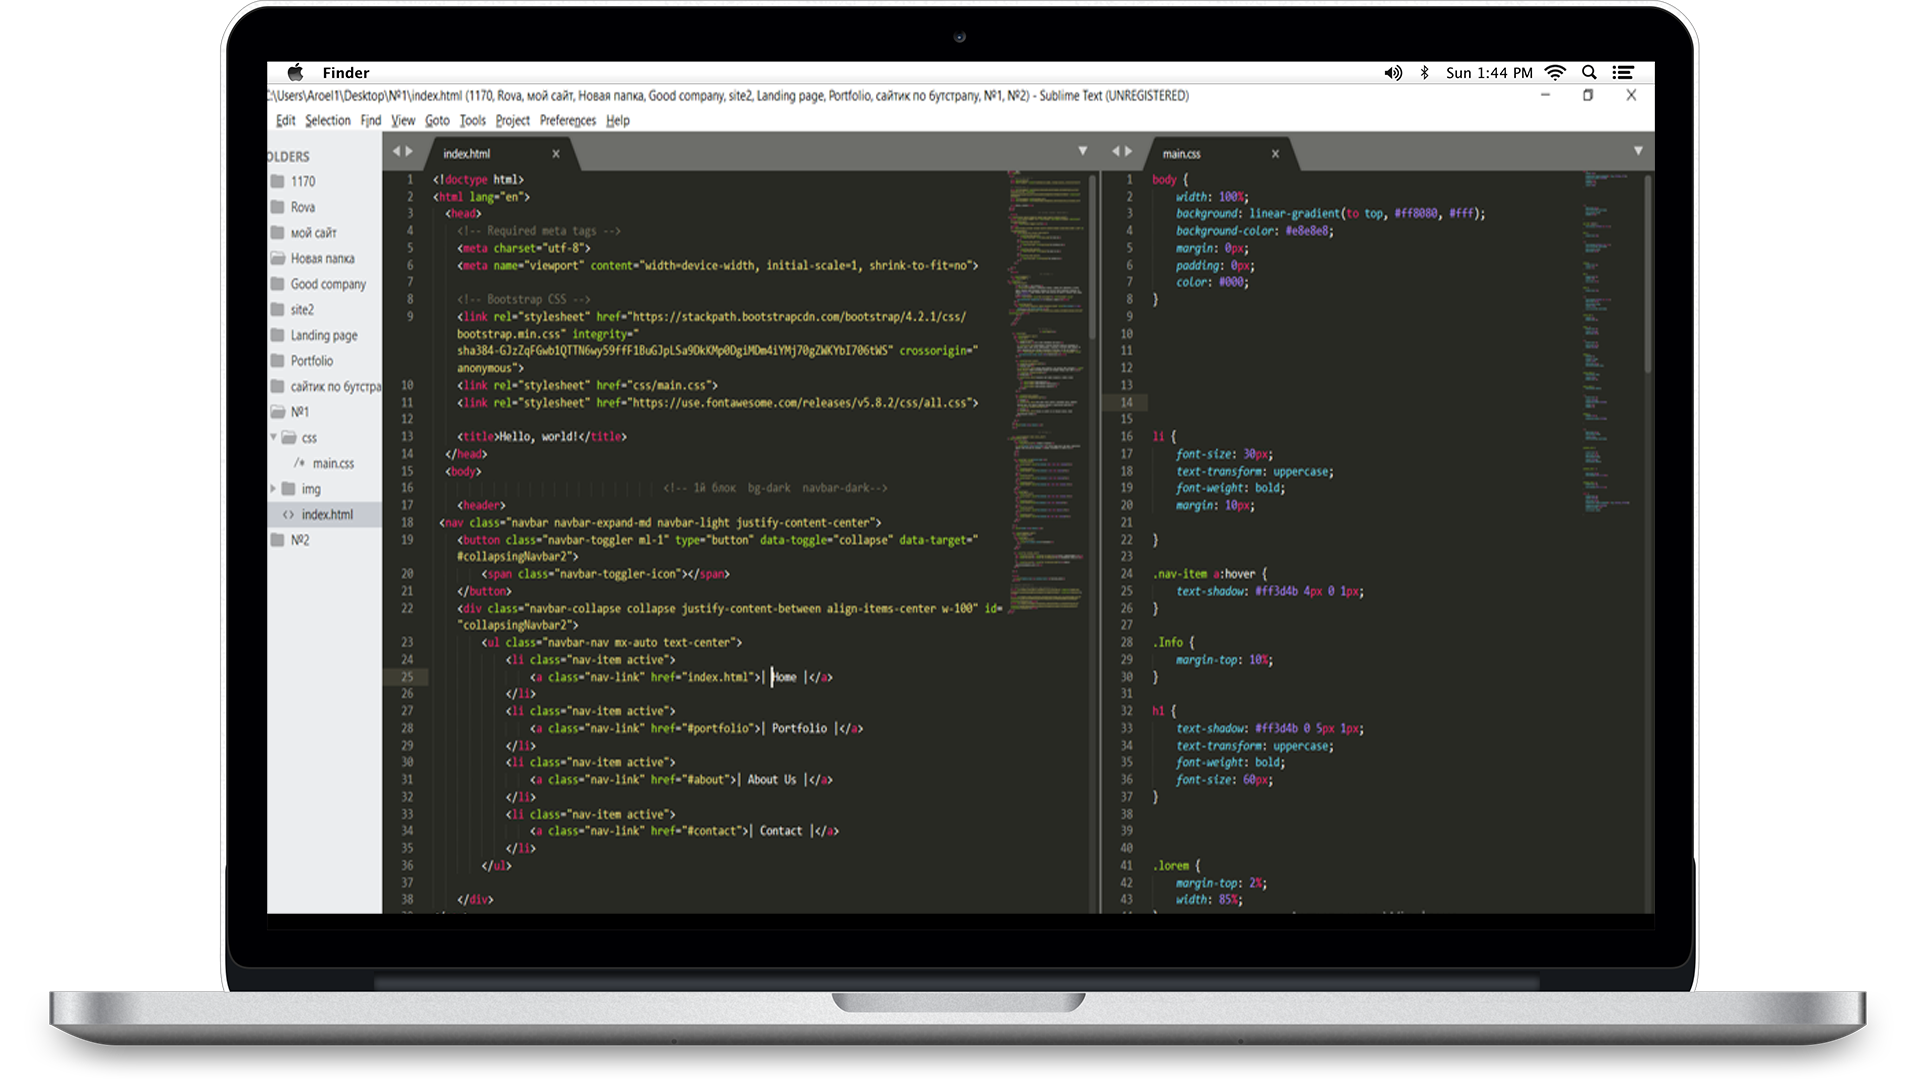 Finder
Sun 1:44 PM
:\Users\Aroel1\Desktop\№1\index.html (1170, Rova, мой сайт, Новая папка, Good company, site2, Landing page, Portfolio, сайтик по бутстрапу, №1, №2) - Sublime Text (UNREGISTERED)
Edit Selection Find View Goto Tools Project Preferences Help
OLDERS
1170
Rova
мой сайт
Новая папка
Good company
site2
Landing page
Portfolio
сайтик по бутстра
№1
css
/* main.css
img
<> index.html
№2
index.html
1 <!doctype html>
2 <html lang="en">
3 <head>
4 <!-- Required meta tags -->
5 <meta charset="utf-8">
6 <meta name="viewport" content="width=device-width, initial-scale=1, shrink-to-fit=no">
7
8 <!-- Bootstrap CSS -->
9 <link rel="stylesheet" href="https://stackpath.bootstrapcdn.com/bootstrap/4.2.1/css/
bootstrap.min.css" integrity="
crossorigin="
anonymous">
10 <link rel="stylesheet" href="css/main.css">
11 <link rel="stylesheet" href="https://use.fontawesome.com/releases/v5.8.2/css/all.css">
12
13 <title>Hello, world!</title>
14 </head>
15 <body>
16 <!-- 1й блок bg-dark navbar-dark-->
17 <header>
18 <nav class="navbar navbar-expand-md navbar-light justify-content-center">
19 <button class="navbar-toggler ml-1" type="button" data-toggle="collapse" data-target="
#collapsingNavbar2">
20 <span class="navbar-toggler-icon"></span>
21 </button>
22 <div class="navbar-collapse collapse justify-content-between align-items-center w-100" id=
"collapsingNavbar2">
23 <ul class="navbar-nav mx-auto text-center">
24 <li class="nav-item active">
25 <a class="nav-link" href="index.html">| Home |</a>
26 </li>
27 <li class="nav-item active">
28 <a class="nav-link" href="#portfolio">| Portfolio |</a>
29 </li>
30 <li class="nav-item active">
31 <a class="nav-link" href="#about">| About Us |</a>
32 </li>
33 <li class="nav-item active">
34 <a class="nav-link" href="#contact">| Contact |</a>
35 </li>
36 </ul>
37
38 </div>
main.css
1 body {
2 width: 100%;
3 background: linear-gradient(to top, #ff8080, #fff);
4 background-color: #e8e8e8;
5 margin: 0px;
6 padding: 0px;
7 color: #000;
8 }
9
10
11
12
13
14
15
16 li {
17 font-size: 30px;
18 text-transform: uppercase;
19 font-weight: bold;
20 margin: 10px;
21
22 }
23
24 .nav-item a:hover {
25 text-shadow: #ff3d4b 4px 0 1px;
26 }
27
28 .Info {
29 margin-top: 10%;
30 }
31
32 h1 {
33 text-shadow: #ff3d4b 0 5px 1px;
34 text-transform: uppercase;
35 font-weight: bold;
36 font-size: 60px;
37 }
38
39
40
41 .lorem {
42 margin-top: 2%;
43 width: 85%;